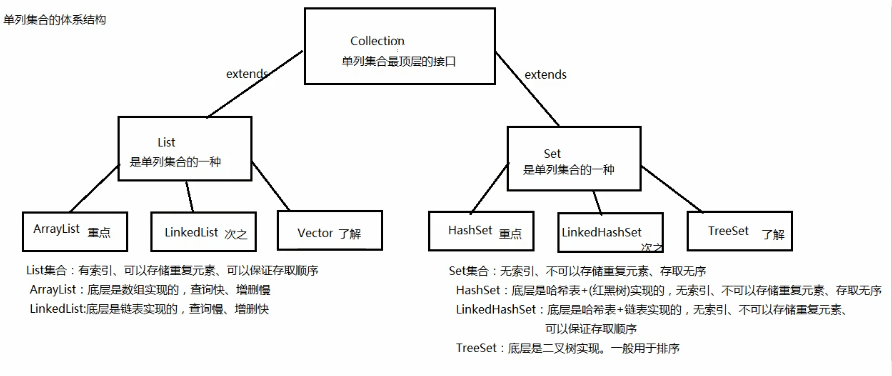 单列集合的体系结构
Collection
单列集合最顶层的接口
extends
extends
List
是单列集合的一种
Set
是单列集合的一种
ArrayList 重点
LinkedList 次之
Vector 了解
HashSet 重点
LinkedHashSet
次之
TreeSet 了解
List集合：有索引、可以存储重复元素、可以保证存取顺序
ArrayList：底层是数组实现的，查询快、增删慢
LinkedList:底层是链表实现的，查询慢、增删快
Set集合：无索引、不可以存储重复元素、存取无序
HashSet：底层是哈希表+(红黑树)实现的，无索引、不可以存储重复元素、存取无序
LinkedHashSet：底层是哈希表+链表实现的，无索引、不可以存储重复元素、
可以保证存取顺序
TreeSet：底层是二叉树实现。一般用于排序